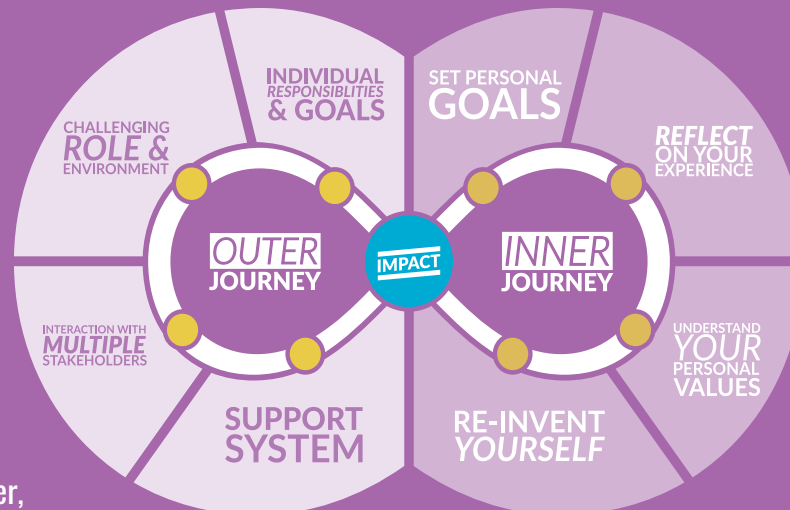 INDIVIDUAL
RESPONSIBLITIES
& GOALS
SET PERSONAL
GOALS
CHALLENGING
ROLE &
ENVIRONMENT
REFLECT
ON YOUR
EXPERIENCE
OUTER
JOURNEY
IMPACT
INNER
JOURNEY
INTERACTION WITH
MULTIPLE
STAKEHOLDERS
UNDERSTAND
YOUR
PERSONAL
VALUES
SUPPORT
SYSTEM
RE-INVENT
YOURSELF
er,